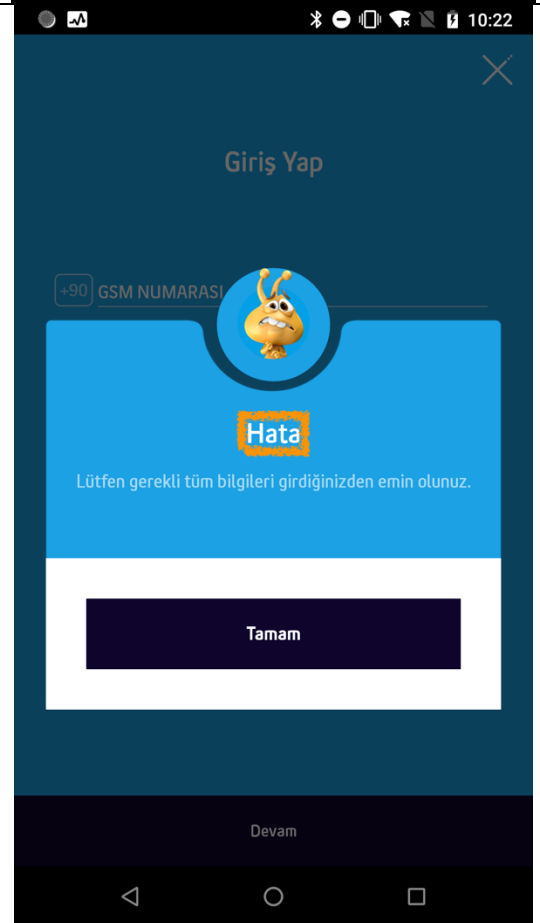 10:22
Giriş Yap
+90 GSM NUMARASI
Hata
Lütfen gerekli tüm bilgileri girdiğinizden emin olunuz.
Tamam
Devam